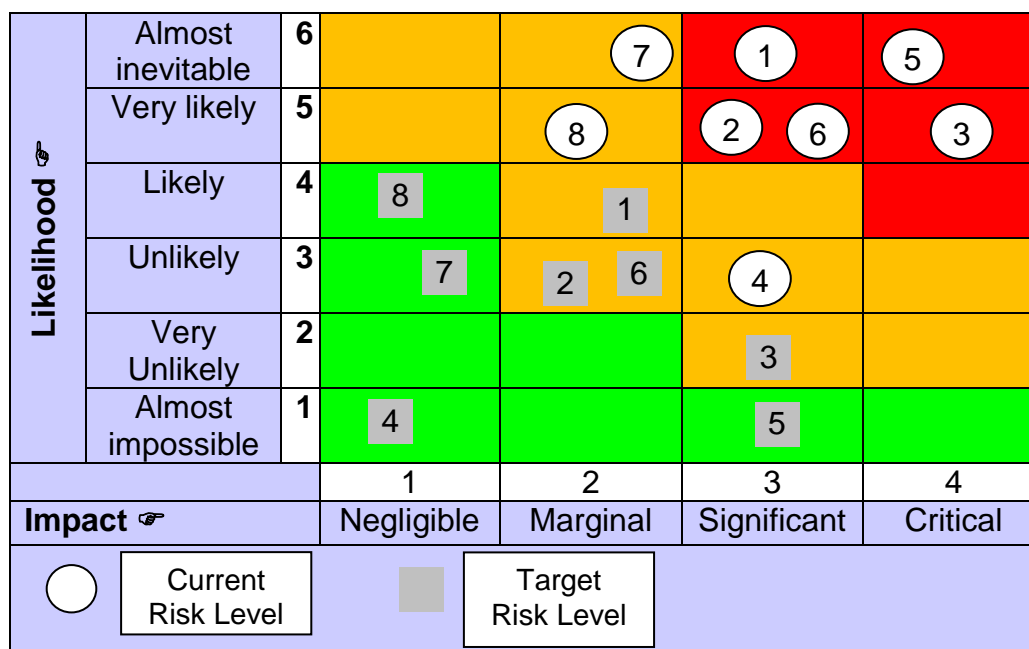 Likelihood ☝
Almost
inevitable
6
7
1
5
Very likely
5
8
2
6
3
Likely
4
8
1
Unlikely
3
7
2
6
4
Very
Unlikely
2
3
Almost
impossible
1
4
5
1
2
3
4
Impact ☞
Negligible
Marginal
Significant
Critical
Current
Risk Level
Target
Risk Level